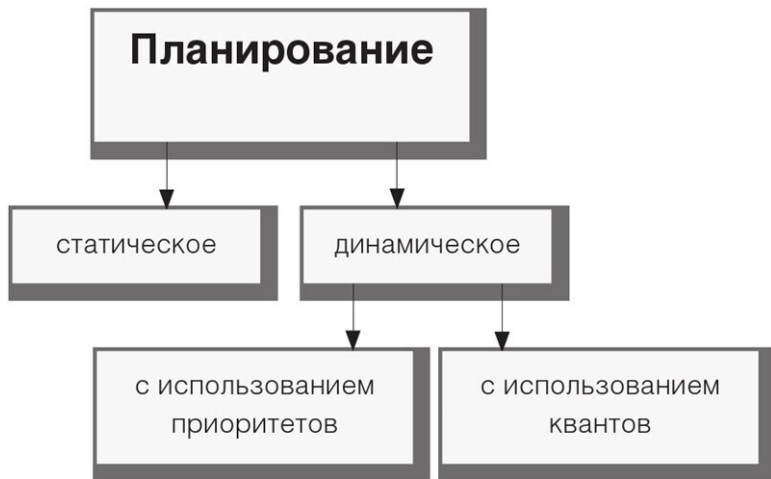 Планирование
статическое
динамическое
с использованием
приоритетов
с использованием
квантов